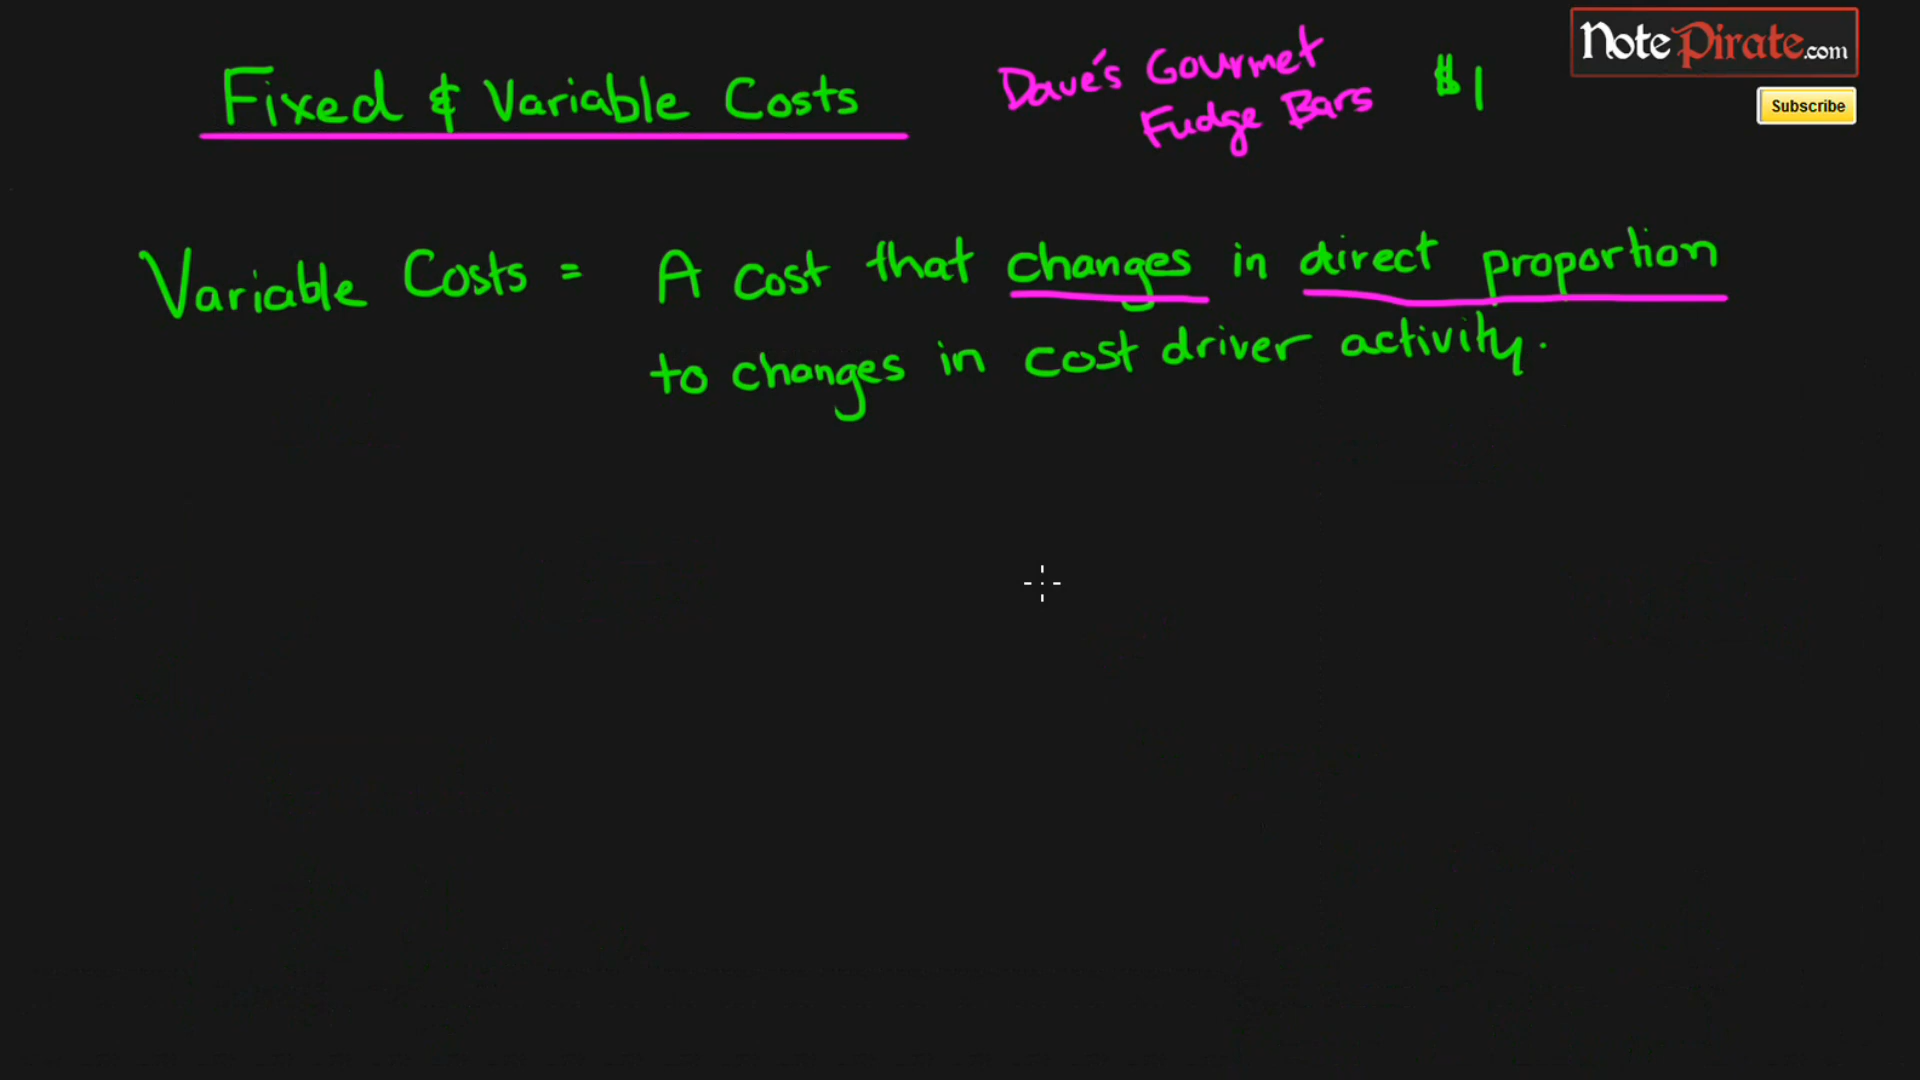 Fixed & Variable Costs
Dave's Gourmet
Fudge Bars
$1
NotePirate.com
Subscribe
Variable Costs = A cost that changes in direct proportion
to changes in cost driver activity.